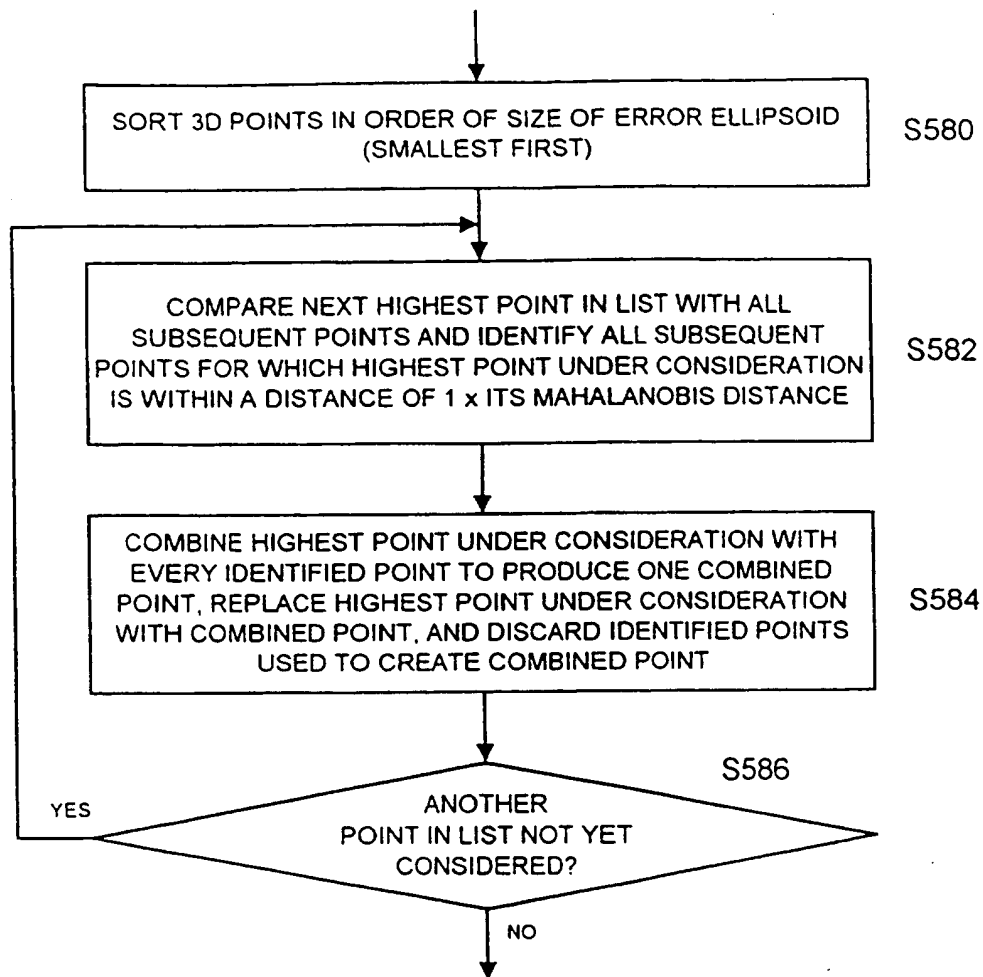 SORT 3D POINTS IN ORDER OF SIZE OF ERROR ELLIPSOID
(SMALLEST FIRST)
S580
COMPARE NEXT HIGHEST POINT IN LIST WITH ALL
SUBSEQUENT POINTS AND IDENTIFY ALL SUBSEQUENT
POINTS FOR WHICH HIGHEST POINT UNDER CONSIDERATION
IS WITHIN A DISTANCE OF 1 x ITS MAHALANOBIS DISTANCE
S582
COMBINE HIGHEST POINT UNDER CONSIDERATION WITH
EVERY IDENTIFIED POINT TO PRODUCE ONE COMBINED
POINT, REPLACE HIGHEST POINT UNDER CONSIDERATION
WITH COMBINED POINT, AND DISCARD IDENTIFIED POINTS
USED TO CREATE COMBINED POINT
S584
S586
YES
ANOTHER
POINT IN LIST NOT YET
CONSIDERED?
NO